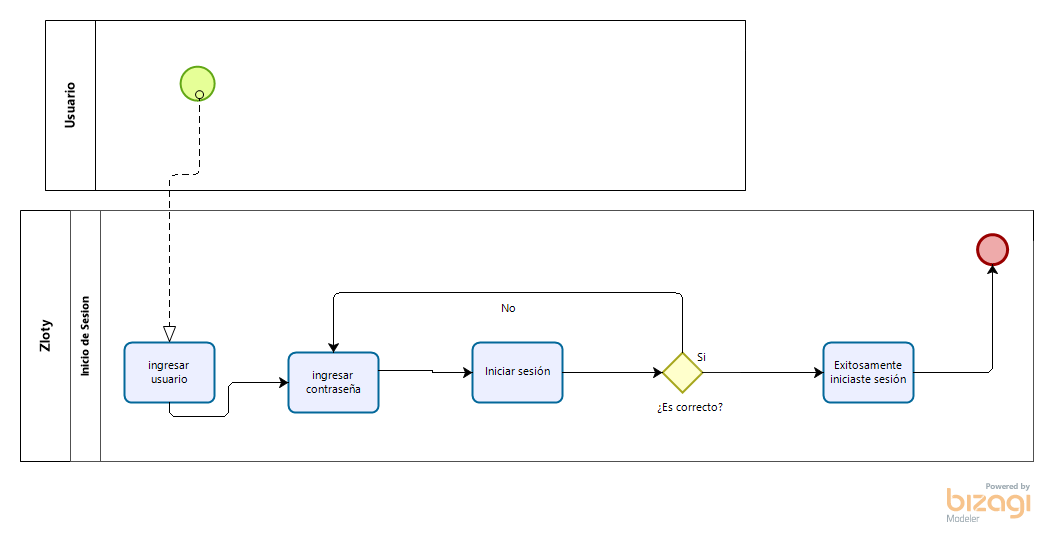 Usuario
Zloty
Inicio de Sesion
ingresar
usuario
ingresar
contraseña
Iniciar sesión
No
Si
¿Es correcto?
Exitosamente
iniciaste sesión
Powered by
bizagi
Modeler